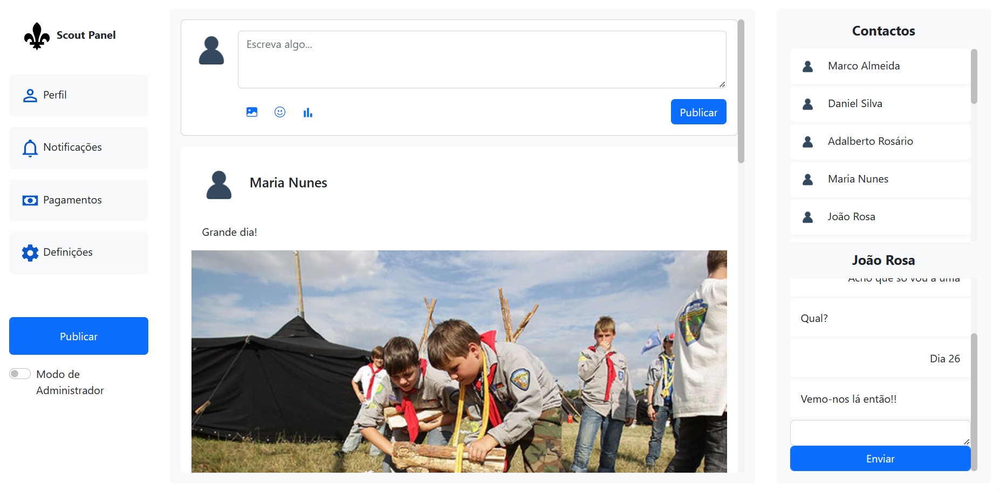 Scout Panel
Perfil
Notificações
Pagamentos
Definições
Publicar
Modo de
Administrador
Escreva algo...
Publicar
Maria Nunes
Grande dia!
Contactos
Marco Almeida
Daniel Silva
Adalberto Rosário
Maria Nunes
João Rosa
João Rosa
Acho que só vou a uma
Qual?
Dia 26
Vemo-nos lá então!!
Enviar